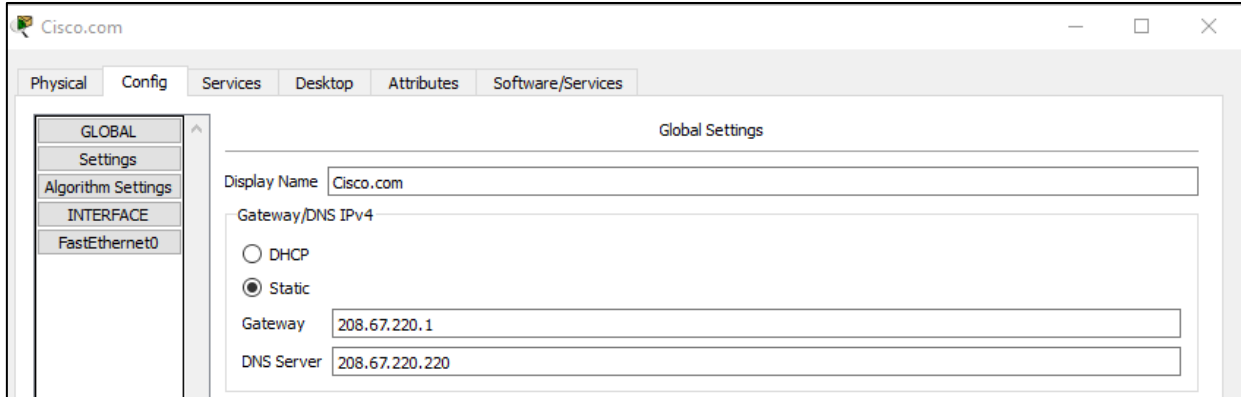 Cisco.com
Physical Config Services Desktop Attributes Software/Services
GLOBAL
Settings
Algorithm Settings
INTERFACE
FastEthernet0
Global Settings
Display Name Cisco.com
Gateway/DNS IPv4
DHCP
Static
Gateway 208.67.220.1
DNS Server 208.67.220.220